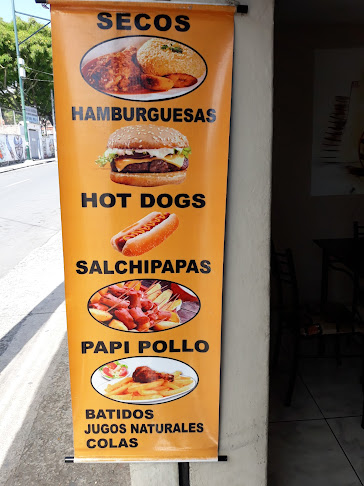 SECOS
HAMBURGUESAS
HOT DOGS
SALCHIPAPAS
PAPI POLLO
BATIDOS
JUGOS NATURALES
COLAS